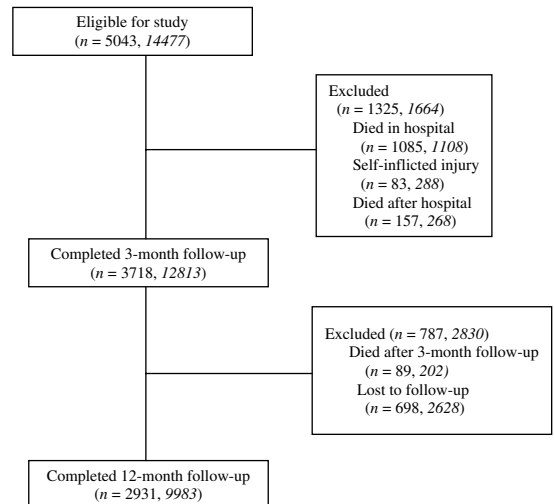 Eligible for study
(n = 5043, 14477)
Excluded
(n = 1325, 1664)
Died in hospital
(n = 1085, 1108)
Self-inflicted injury
(n = 83, 288)
Died after hospital
(n = 157, 268)
Completed 3-month follow-up
(n = 3718, 12813)
Excluded (n = 787, 2830)
Died after 3-month follow-up
(n = 89, 202)
Lost to follow-up
(n = 698, 2628)
Completed 12-month follow-up
(n = 2931, 9983)